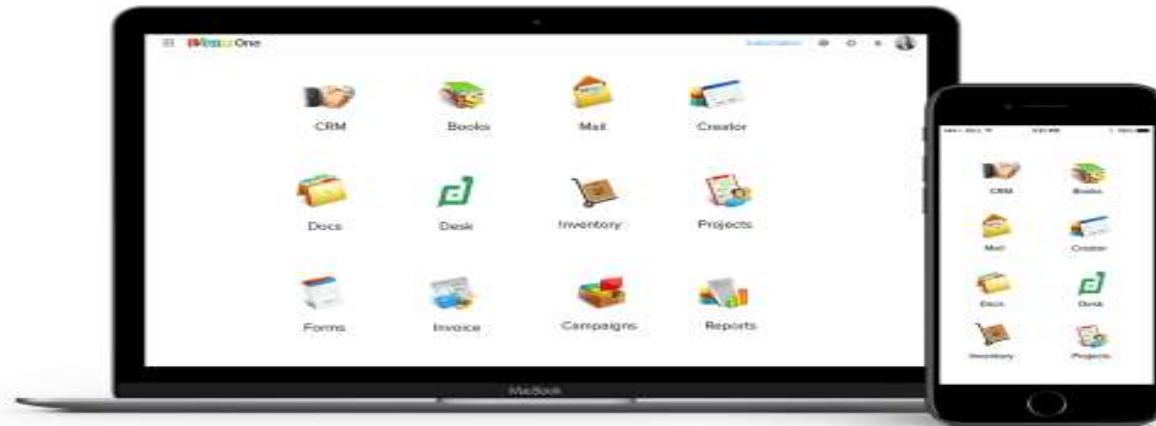 One
CRM Books Mail Creator
Docs Desk Inventory Projects
Forms Invoice Campaigns Reports
MacBook
CRM Books
Mail Creator
Docs Desk
Inventory Projects